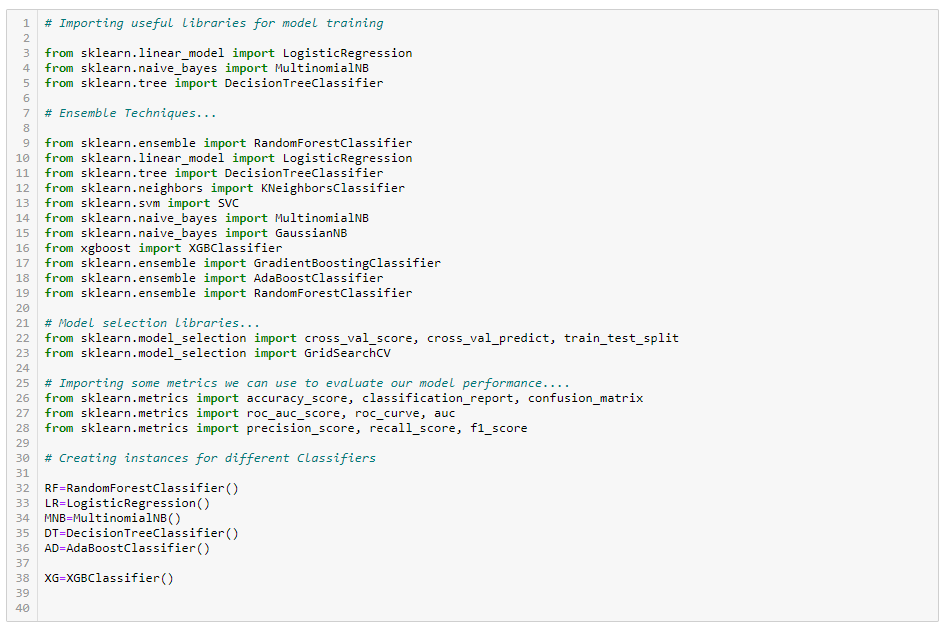 1 # Importing useful libraries for model training
2
3 from sklearn.linear_model import LogisticRegression
4 from sklearn.naive_bayes import MultinomialNB
5 from sklearn.tree import DecisionTreeClassifier
6
7 # Ensemble Techniques...
8
9 from sklearn.ensemble import RandomForestClassifier
10 from sklearn.linear_model import LogisticRegression
11 from sklearn.tree import DecisionTreeClassifier
12 from sklearn.neighbors import KNeighborsClassifier
13 from sklearn.svm import SVC
14 from sklearn.naive_bayes import MultinomialNB
15 from sklearn.naive_bayes import GaussianNB
16 from xgboost import XGBClassifier
17 from sklearn.ensemble import GradientBoostingClassifier
18 from sklearn.ensemble import AdaBoostClassifier
19 from sklearn.ensemble import RandomForestClassifier
20
21 # Model selection libraries...
22 from sklearn.model_selection import cross_val_score, cross_val_predict, train_test_split
23 from sklearn.model_selection import GridSearchCV
24
25 # Importing some metrics we can use to evaluate our model performance....
26 from sklearn.metrics import accuracy_score, classification_report, confusion_matrix
27 from sklearn.metrics import roc_auc_score, roc_curve, auc
28 from sklearn.metrics import precision_score, recall_score, f1_score
29
30 # Creating instances for different Classifiers
31
32 RF=RandomForestClassifier()
33 LR=LogisticRegression()
34 MNB=MultinomialNB()
35 DT=DecisionTreeClassifier()
36 AD=AdaBoostClassifier()
37
38 XG=XGBClassifier()
39
40